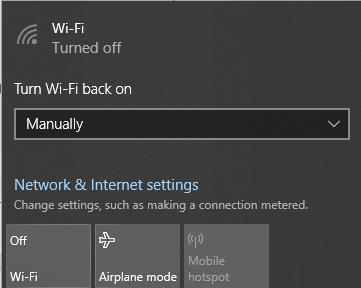 Wi-Fi
Turned off
Turn Wi-Fi back on
Manually
Network & Internet settings
Change settings, such as making a connection metered.
Off
Wi-Fi
Airplane mode
Mobile
hotspot